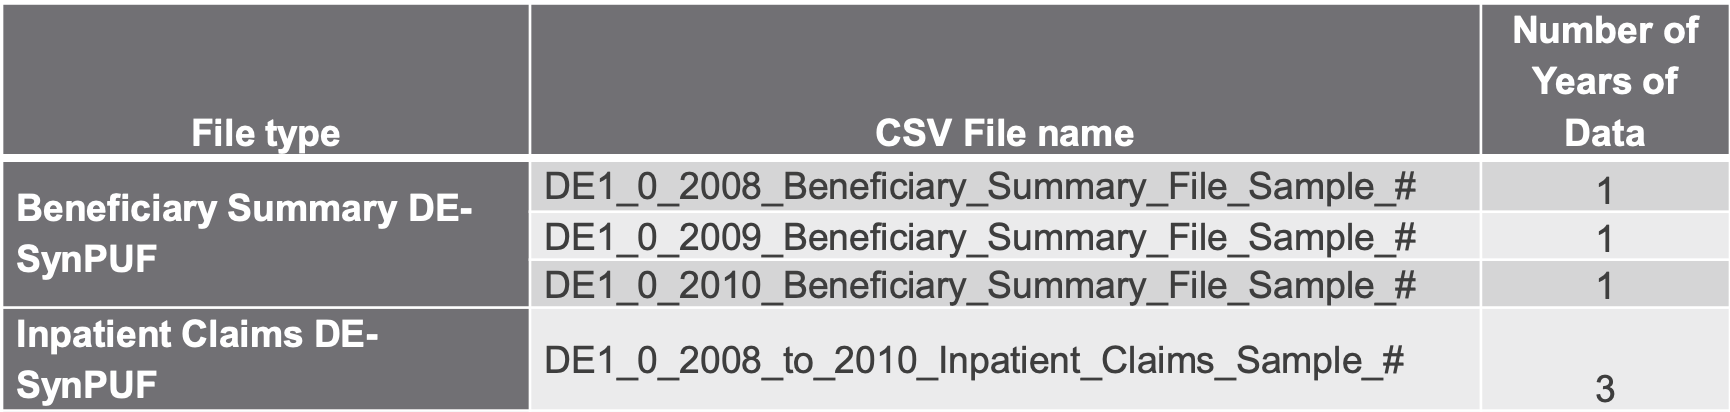 File type
CSV File name
Number of
Years of
Data
Beneficiary Summary DE-
SynPUF
DE1_0_2008_Beneficiary_Summary_File_Sample_#
1
DE1_0_2009_Beneficiary_Summary_File_Sample_#
1
DE1_0_2010_Beneficiary_Summary_File_Sample_#
1
Inpatient Claims DE-
SynPUF
DE1_0_2008_to_2010_Inpatient_Claims_Sample_#
3